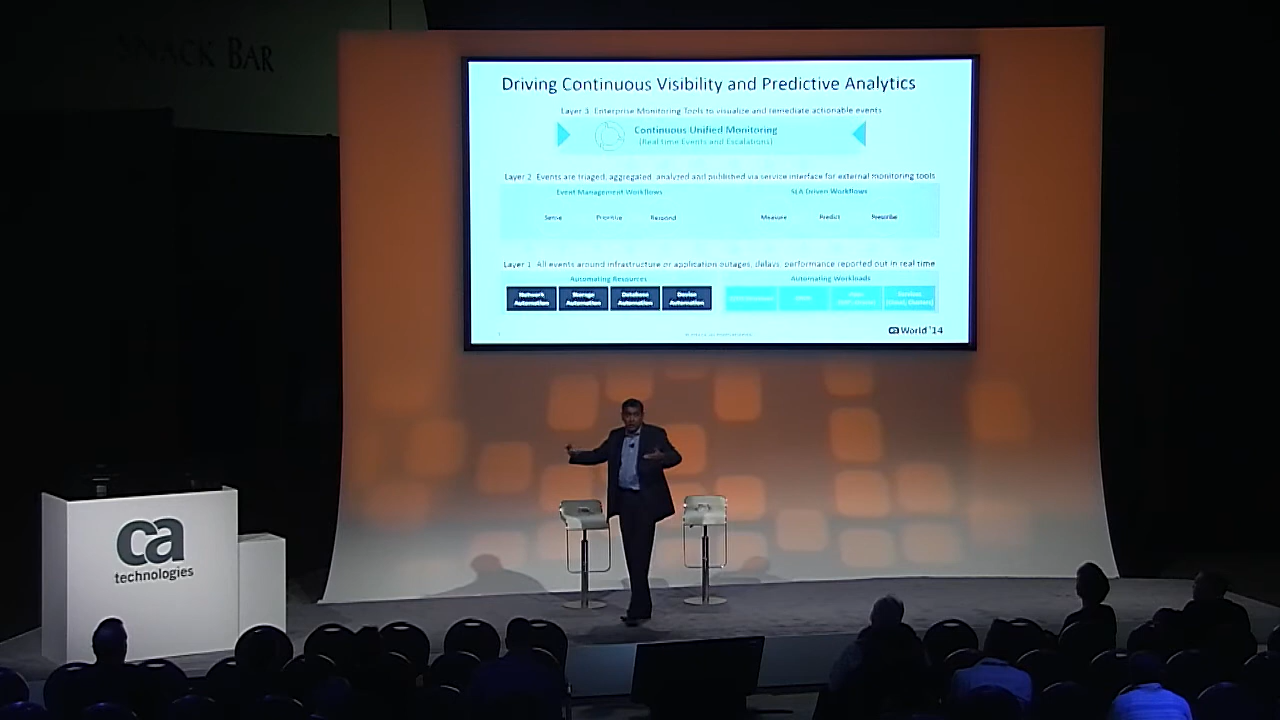 SNACK BAR
Driving Continuous Visibility and Predictive Analytics
Layer 3: Enterprise Monitoring Tools to visualize and remediate actionable events
Continuous Unified Monitoring
(Real time Events and Escalations)
Layer 2: Events are triaged, aggregated, analyzed and published via service interface for external monitoring tools
Event Management Workflows
SLA Driven Workflows
Sense
Prioritize
Respond
Measure
Predict
Prescribe
Layer 1: All events around infrastructure or application outages, delays, performance reported out in real time
Automating Resources
Automating Workloads
Network Automation
Storage Automation
Database Automation
Device Automation
ca World '14
ca
technologies